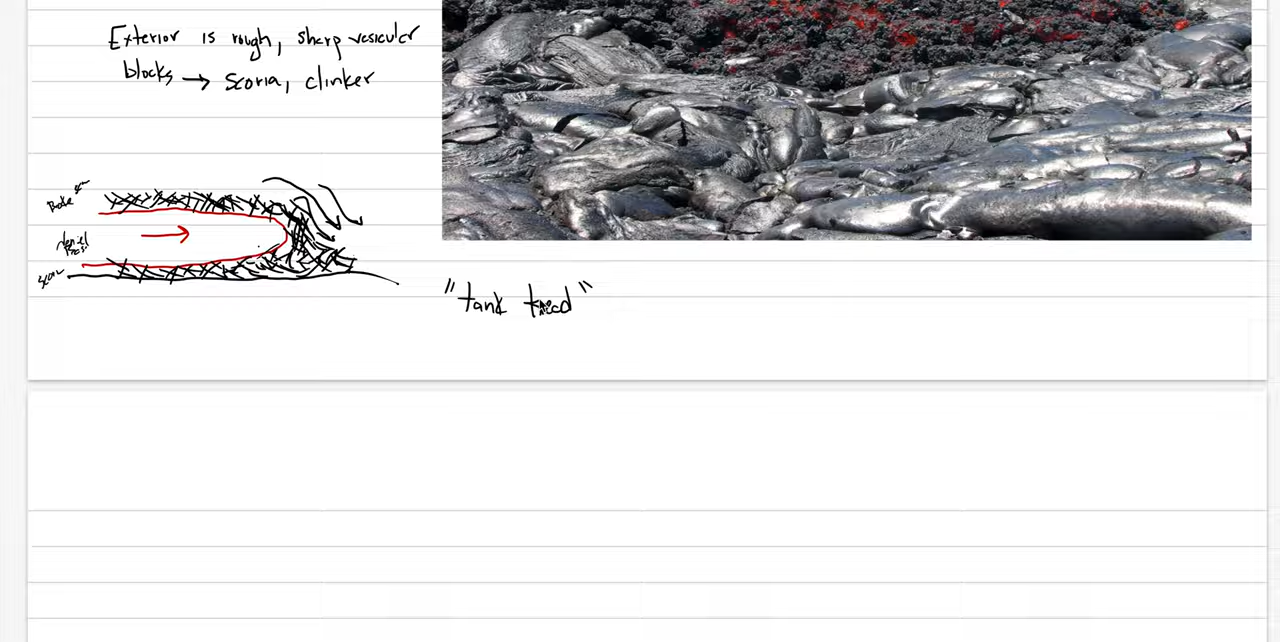 Exterior is rough, sharp vesicular
blocks → scoria, clinker
"tank tread"